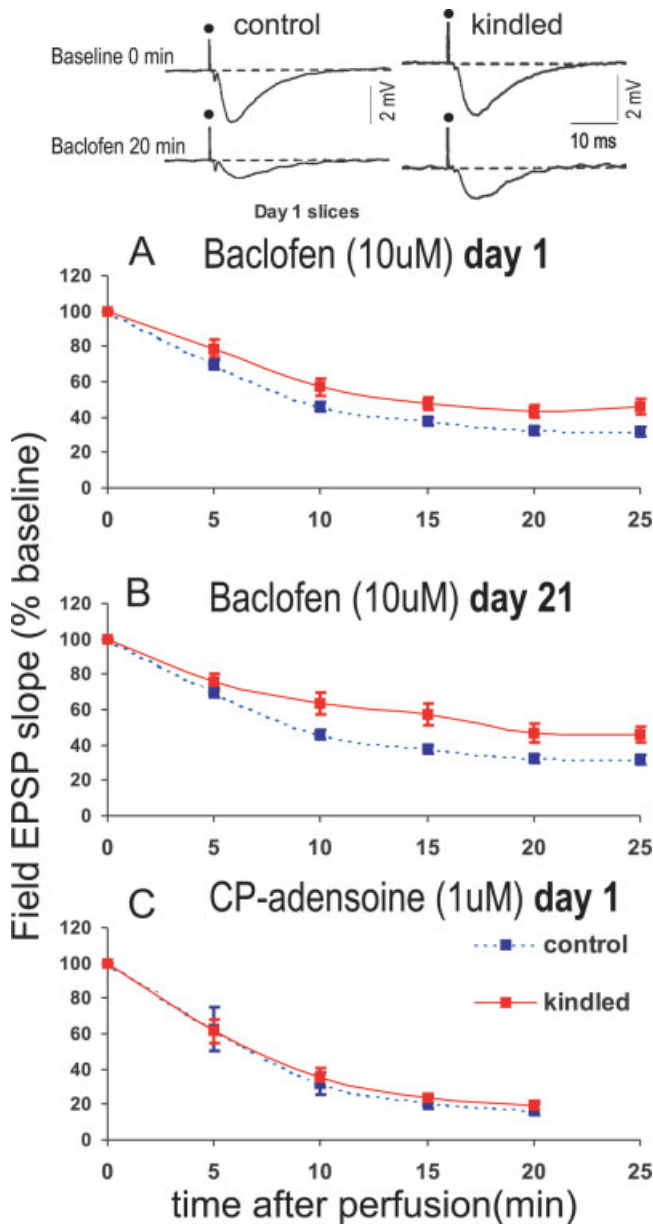 control
kindled
Baseline 0 min
2 mV
2 mV
Baclofen 20 min
10 ms
Day 1 slices
A Baclofen (10uM) day 1
120
100
80
60
40
20
0
0 5 10 15 20 25
B Baclofen (10uM) day 21
120
100
80
60
40
20
0
0 5 10 15 20 25
C CP-adensoine (1uM) day 1
120
100
80
60
40
20
0
control
kindled
0 5 10 15 20 25
Field EPSP slope (% baseline)
time after perfusion(min)